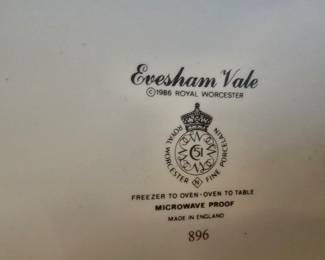 Evesham Vale
© 1986 ROYAL WORCESTER
ROYAL WORCESTER FINE PORCELAIN
51
FREEZER TO OVEN-OVEN TO TABLE
MICROWAVE PROOF
MADE IN ENGLAND
896